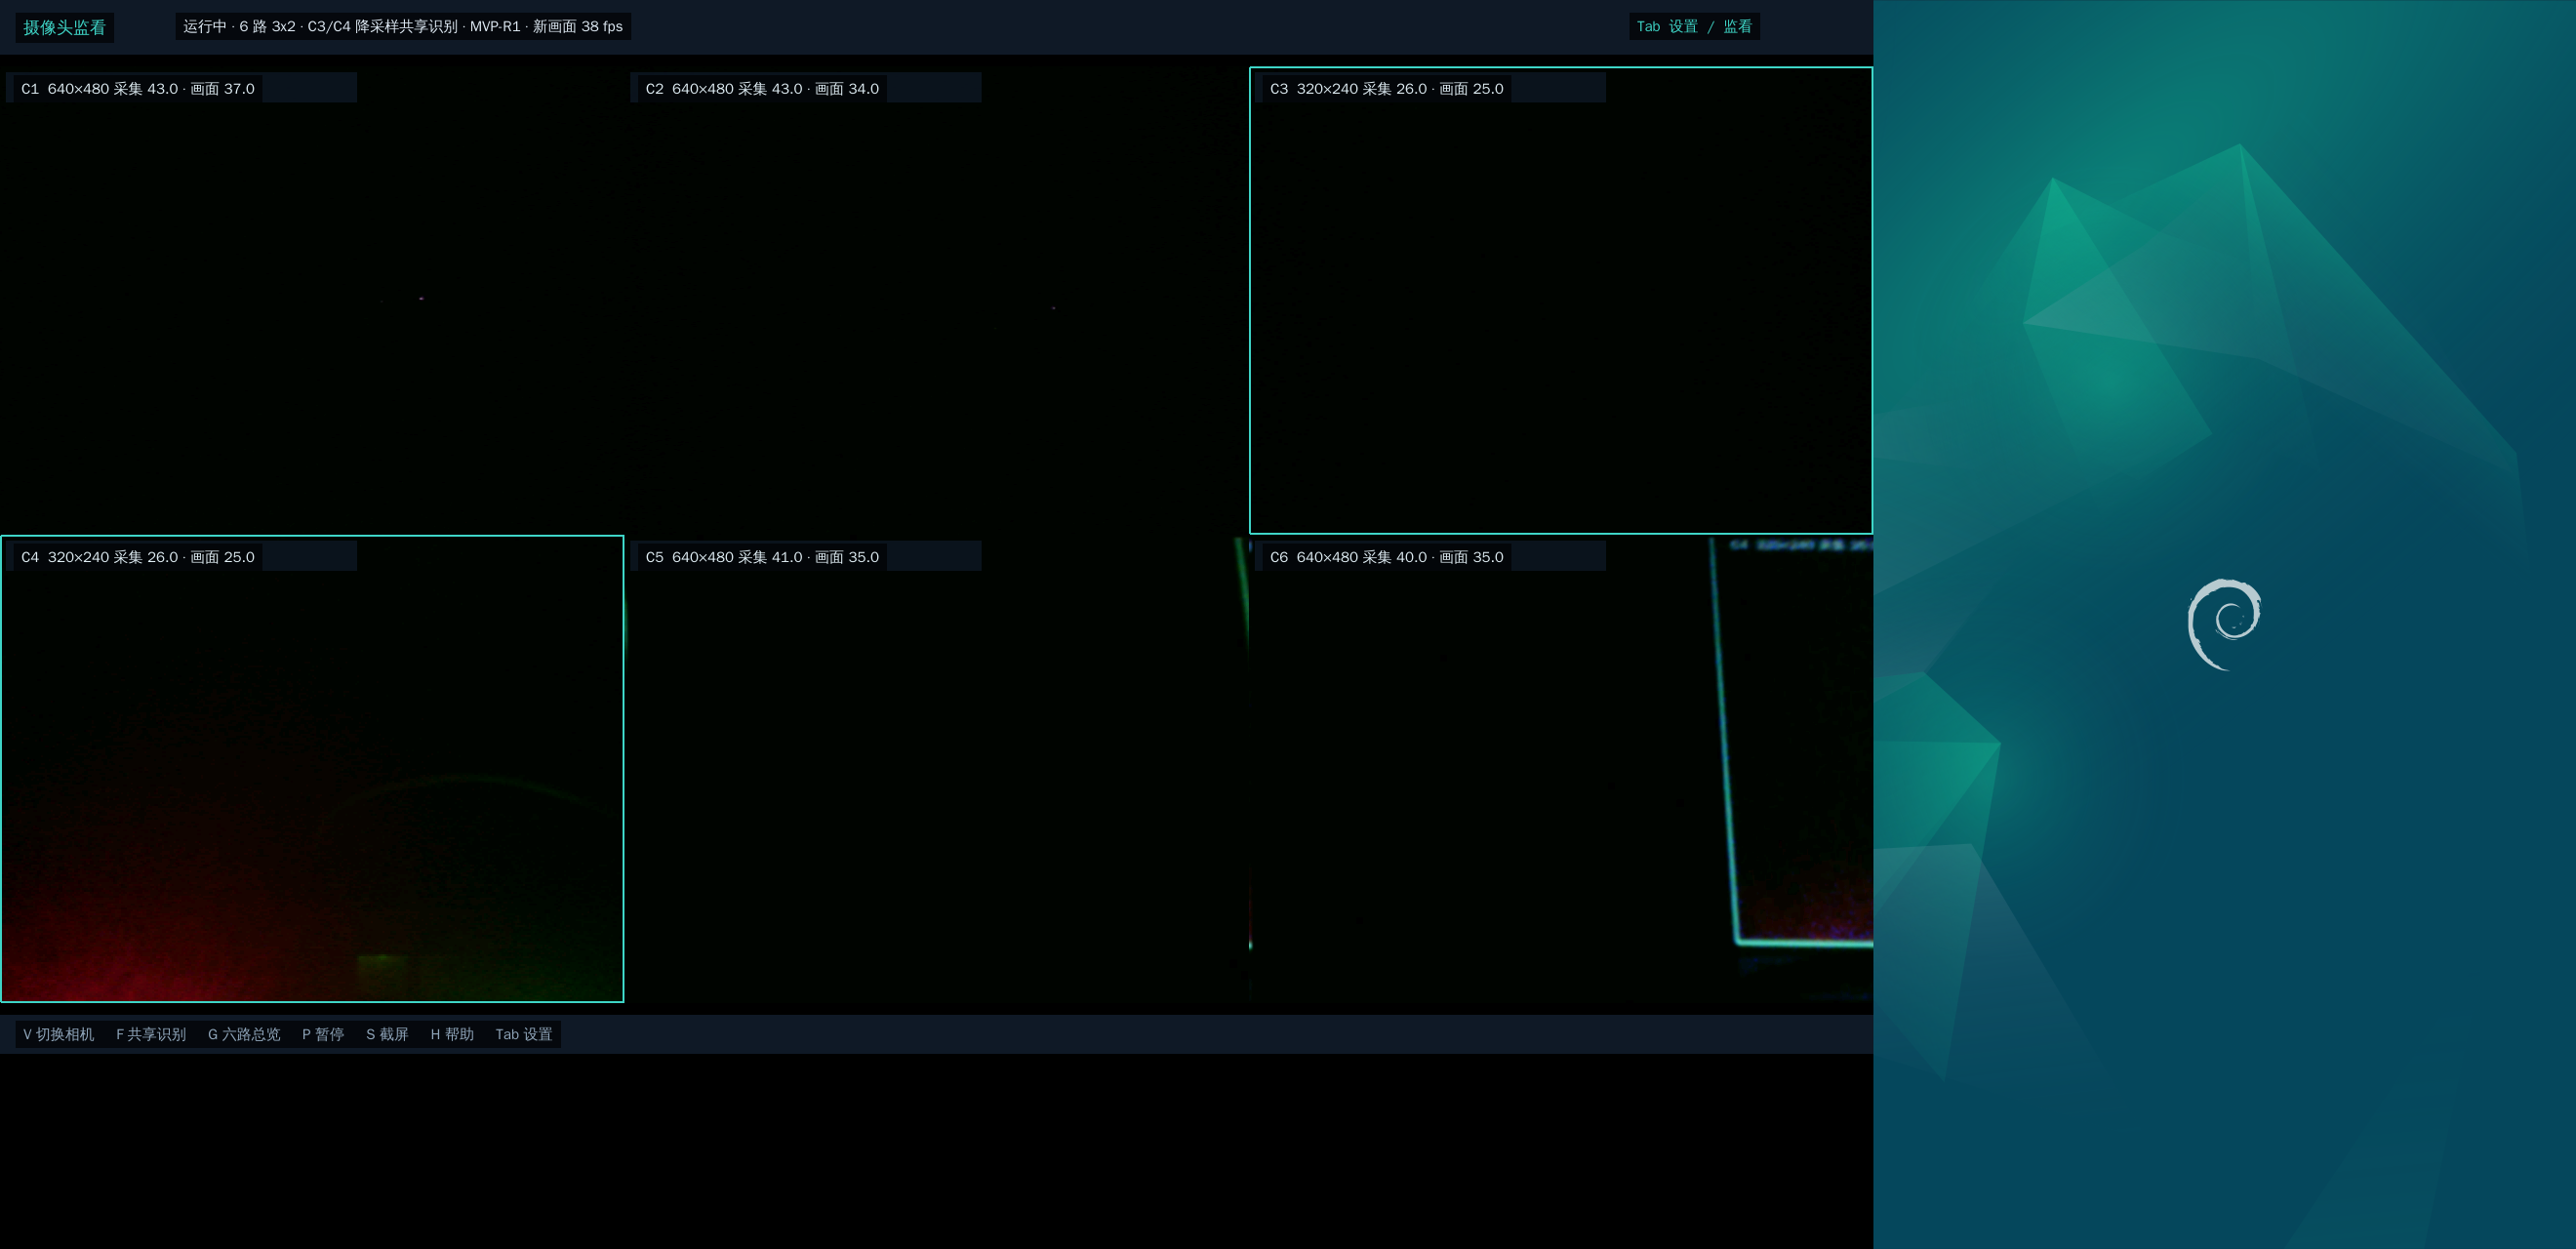 摄像头监看
运行中 · 6 路 3x2 · C3/C4 降采样共享识别 · MVP-R1 · 新画面 38 fps
Tab 设置 / 监看
C1 640×480 采集 43.0 · 画面 37.0
C2 640×480 采集 43.0 · 画面 34.0
C3 320×240 采集 26.0 · 画面 25.0
C4 320×240 采集 26.0 · 画面 25.0
C5 640×480 采集 41.0 · 画面 35.0
C6 640×480 采集 40.0 · 画面 35.0
C4 320×240 采集
V 切换相机 F 共享识别 G 六路总览 P 暂停 S 截屏 H 帮助 Tab 设置